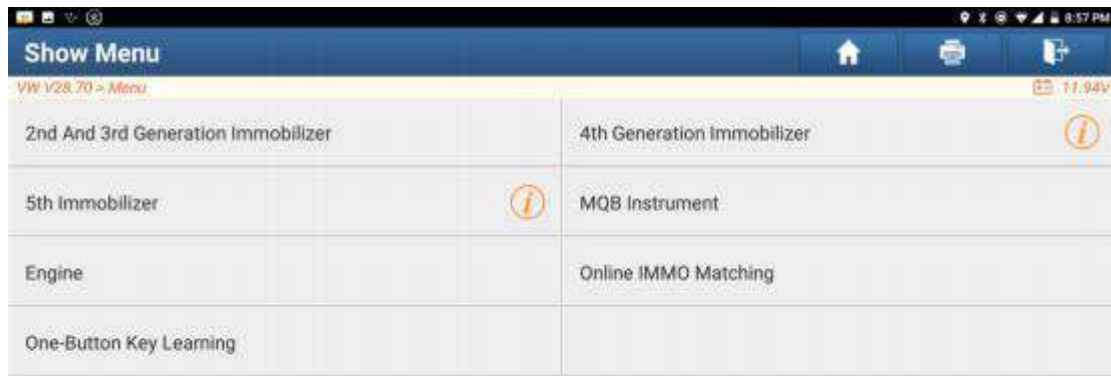 8:57 PM
Show Menu
VW V28.70 > Menu
11.94V
2nd And 3rd Generation Immobilizer
4th Generation Immobilizer
5th Immobilizer
MQB Instrument
Engine
Online IMMO Matching
One-Button Key Learning